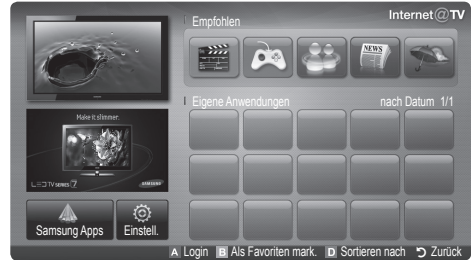 Internet@TV
Empfohlen
NEWS
Eigene Anwendungen nach Datum 1/1
Make it slimmer.
LED TV SERIES 7 SAMSUNG
Samsung Apps Einstell.
A Login B Als Favoriten mark. D Sortieren nach Zurück